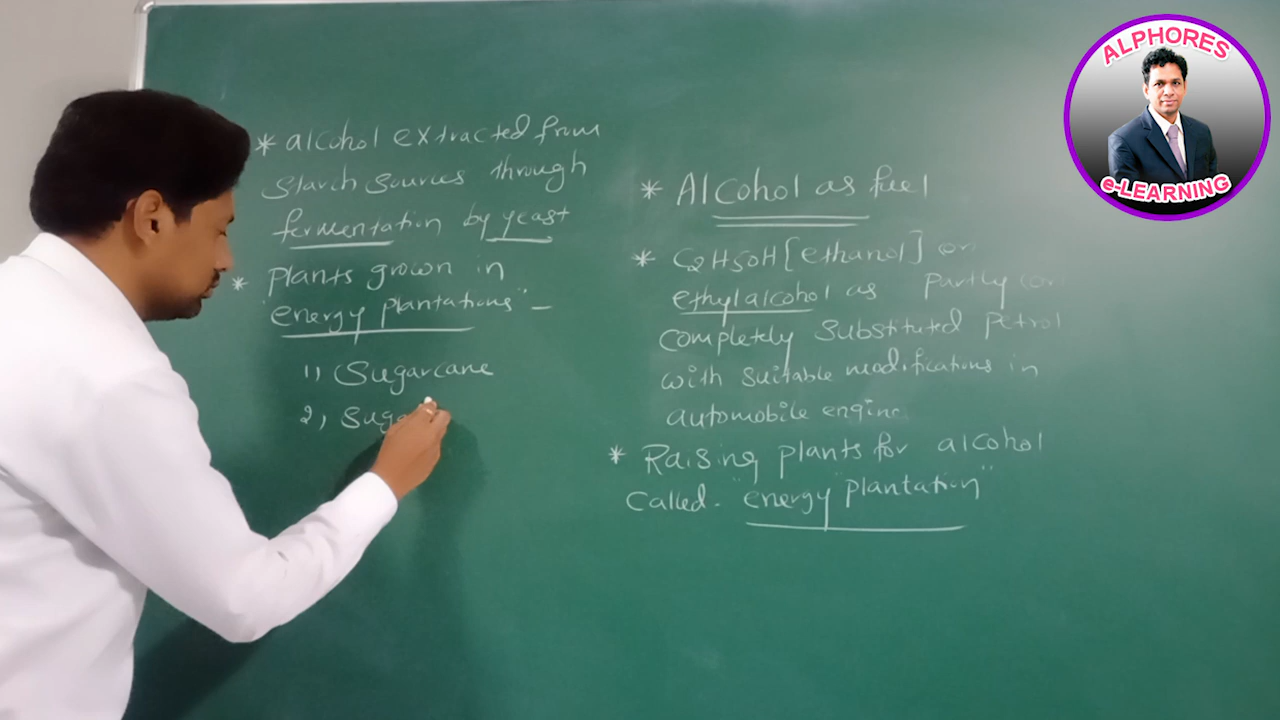 * alcohol extracted from
starch sources through
fermentation by yeast
* plants grown in
"energy plantations" -
1) Sugarcane
2) Sug
* Alcohol as fuel
* C2H5OH [ethanol] or
ethylalcohol as partly (or
completely substituted petrol
with suitable modifications in
automobile engine.
* Raising plants for alcohol
called - "energy plantation"
ALPHORES
e-LEARNING